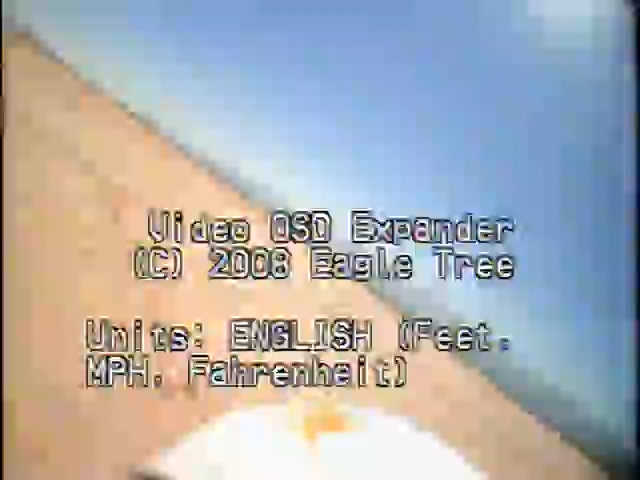 Video OSD Expander
(C) 2008 Eagle Tree
Units: ENGLISH (Feet,
MPH, Fahrenheit)